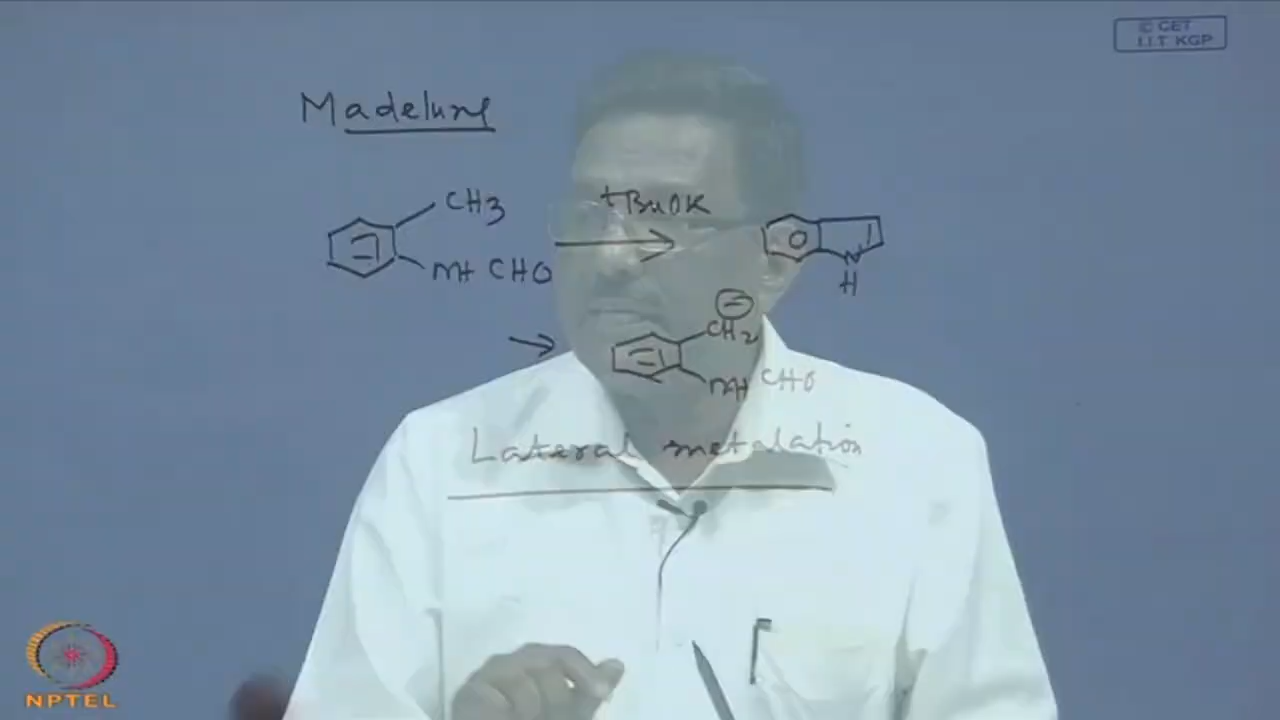 © CET
I.I.T KGP
Madelung
CH3
tBuOK
NH CHO
N
H
CH2
NH CHO
Lateral metalation
NPTEL